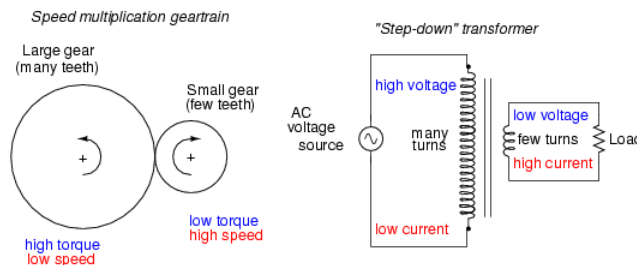 Speed multiplication geartrain
Large gear
(many teeth)
Small gear
(few teeth)
+
+
low torque
high speed
high torque
low speed
"Step-down" transformer
high voltage
AC
voltage
source
many
turns
low current
low voltage
few turns
high current
Load